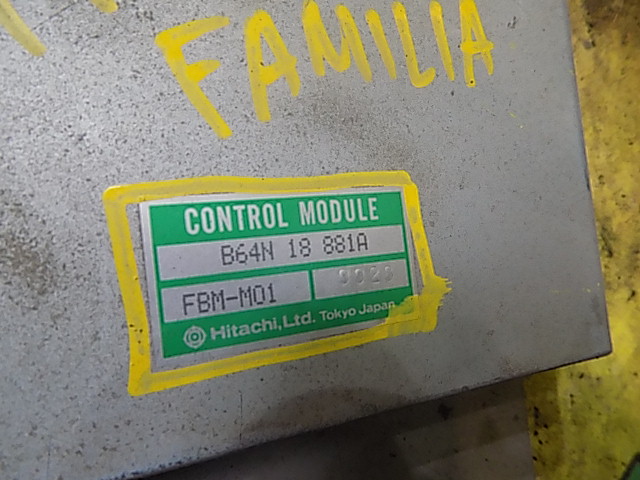 FAMILIA
CONTROL MODULE
B64N 18 881A
FBM-M01
Hitachi, Ltd. Tokyo Japan